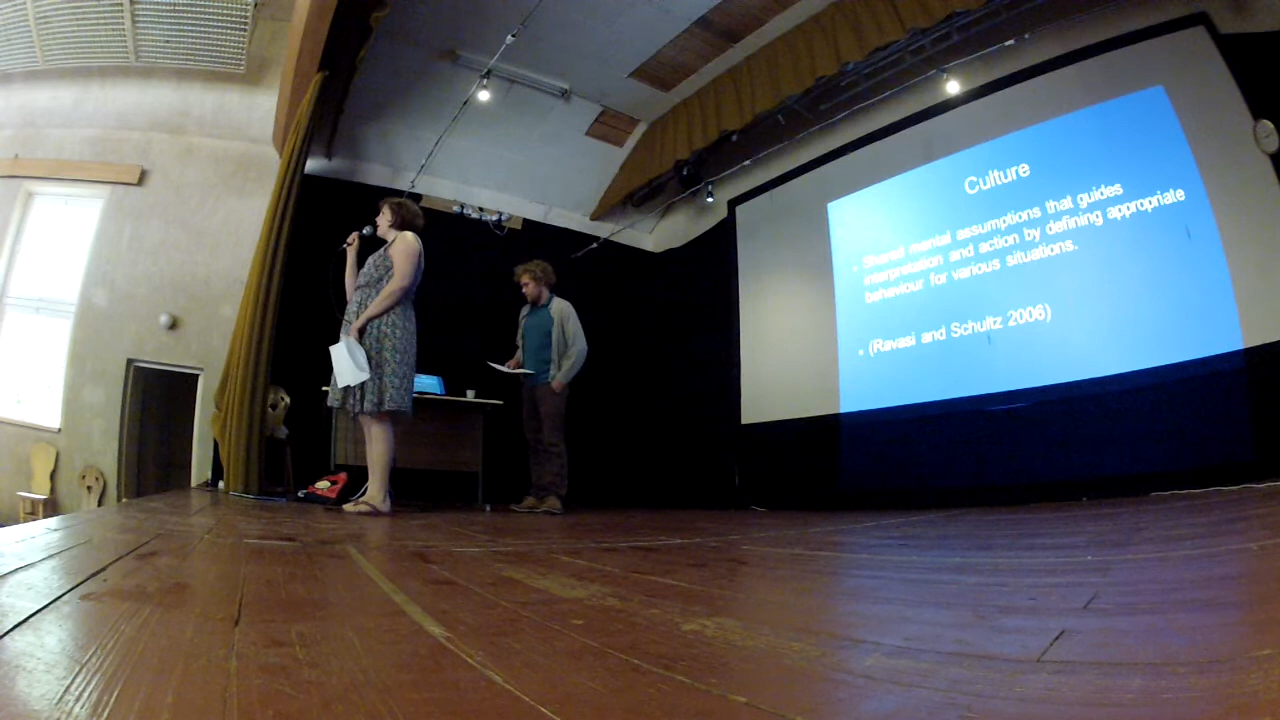 Culture
• Shared mental assumptions that guides
interpretation and action by defining appropriate
behaviour for various situations.
• (Ravasi and Schultz 2006)